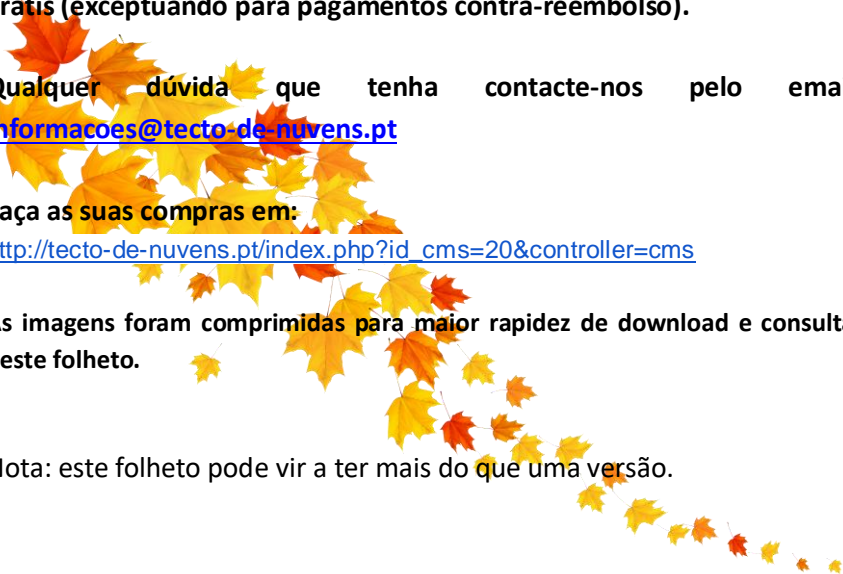 rátis (exceptuando para pagamentos contra-reembolso).
Qualquer dúvida que tenha contacte-nos pelo ema
nformacoes@tecto-de-nuvens.pt
aça as suas compras em:
ttp://tecto-de-nuvens.pt/index.php?id_cms=20&controller=cms
s imagens foram comprimidas para maior rapidez de download e consulta
este folheto.
Nota: este folheto pode vir a ter mais do que uma versão.